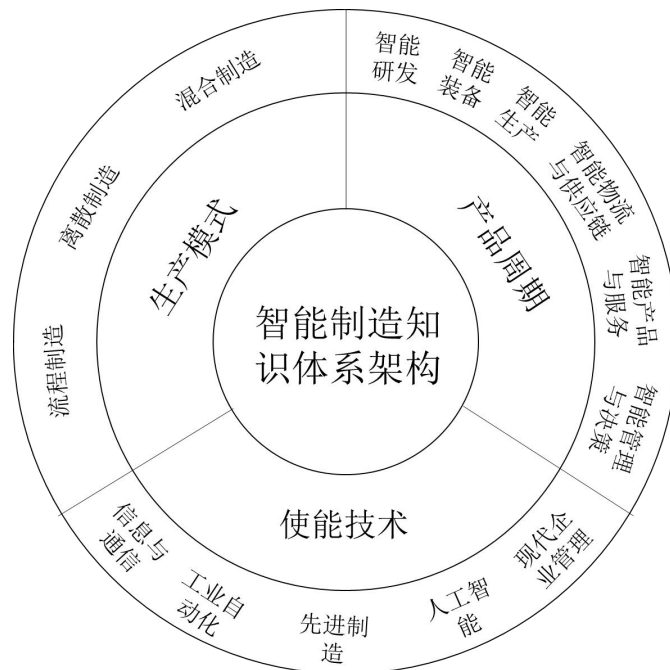 智能制造知
识体系架构
生产模式
产品周期
使能技术
混合制造
离散制造
流程制造
智能
研发
智能
装备
智能
生产
智能物流
与供应链
智能产品
与服务
智能管理
与决策
现代企
业管理
人工智
能
先进制
造
工业自
动化
信息与
通信